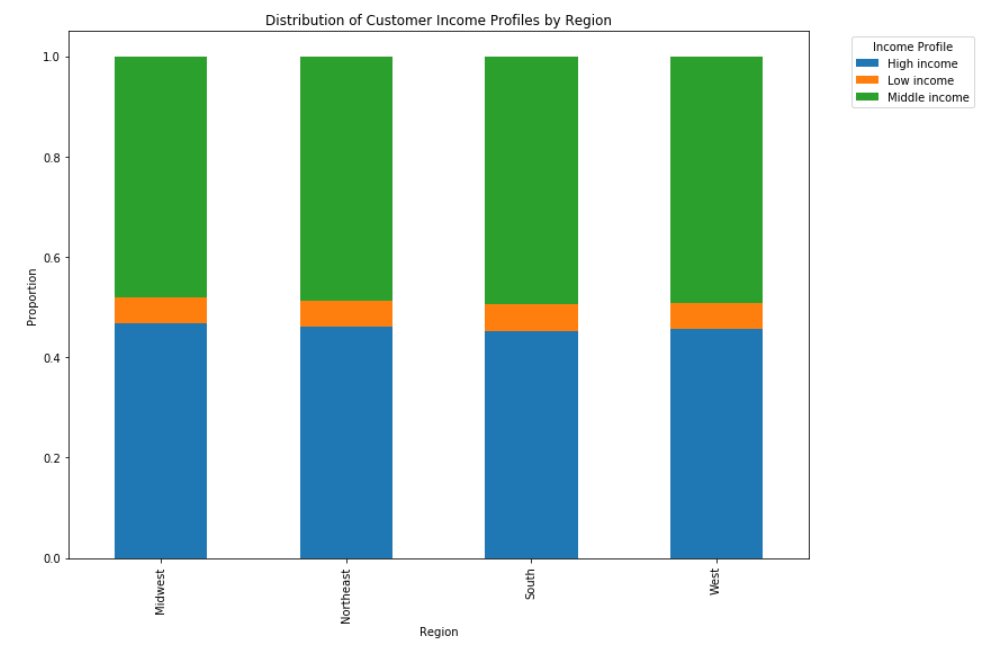 Distribution of Customer Income Profiles by Region
Income Profile
High income
Low income
Middle income
1.0
0.8
0.6
0.4
0.2
0.0
Proportion
Midwest
Northeast
South
West
Region